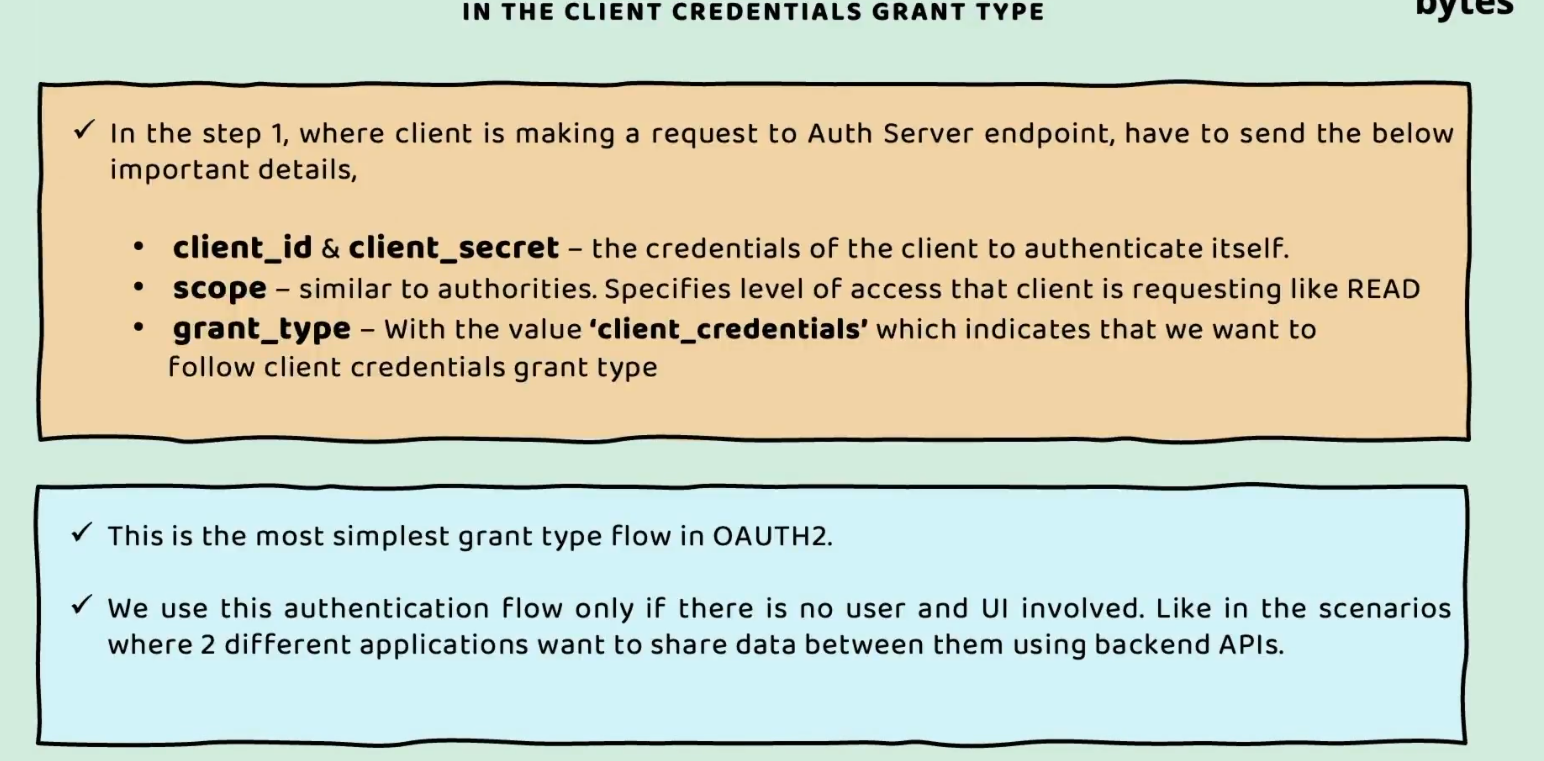 IN THE CLIENT CREDENTIALS GRANT TYPE
bytes
✓ In the step 1, where client is making a request to Auth Server endpoint, have to send the below
important details,
• client_id & client_secret – the credentials of the client to authenticate itself.
• scope – similar to authorities. Specifies level of access that client is requesting like READ
• grant_type – With the value ‘client_credentials’ which indicates that we want to
follow client credentials grant type
✓ This is the most simplest grant type flow in OAUTH2.
✓ We use this authentication flow only if there is no user and UI involved. Like in the scenarios
where 2 different applications want to share data between them using backend APIs.